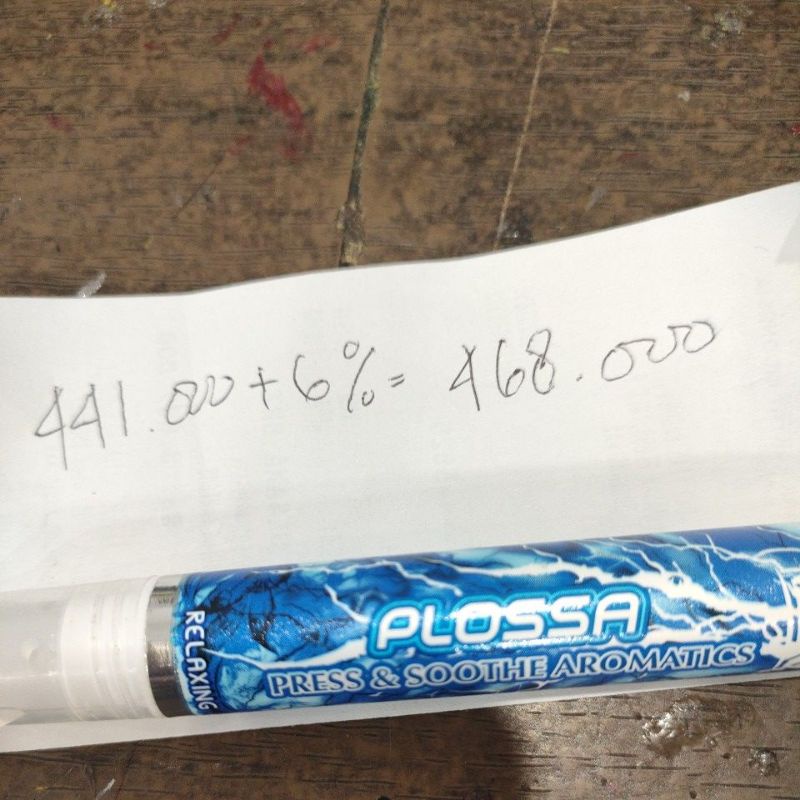 441.000 + 6% = 468.000
PLOSSA
PRESS & SOOTHE AROMATICS
RELAXING